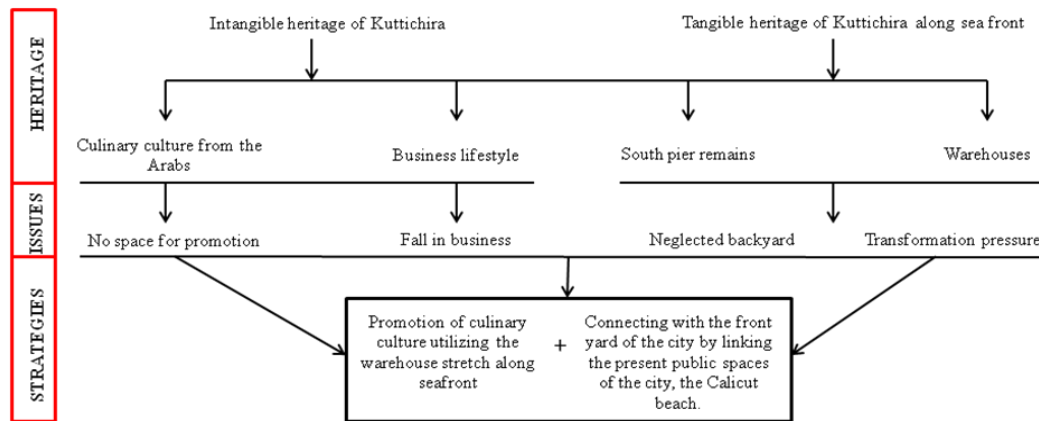 HERITAGE
Intangible heritage of Kuttichira
Tangible heritage of Kuttichira along sea front
Culinary culture from the
Arabs
Business lifestyle
South pier remains
Warehouses
ISSUES
No space for promotion
Fall in business
Neglected backyard
Transformation pressure
STRATEGIES
Promotion of culinary
culture utilizing the
warehouse stretch along
seafront
+
Connecting with the front
yard of the city by linking
the present public spaces
of the city, the Calicut
beach.